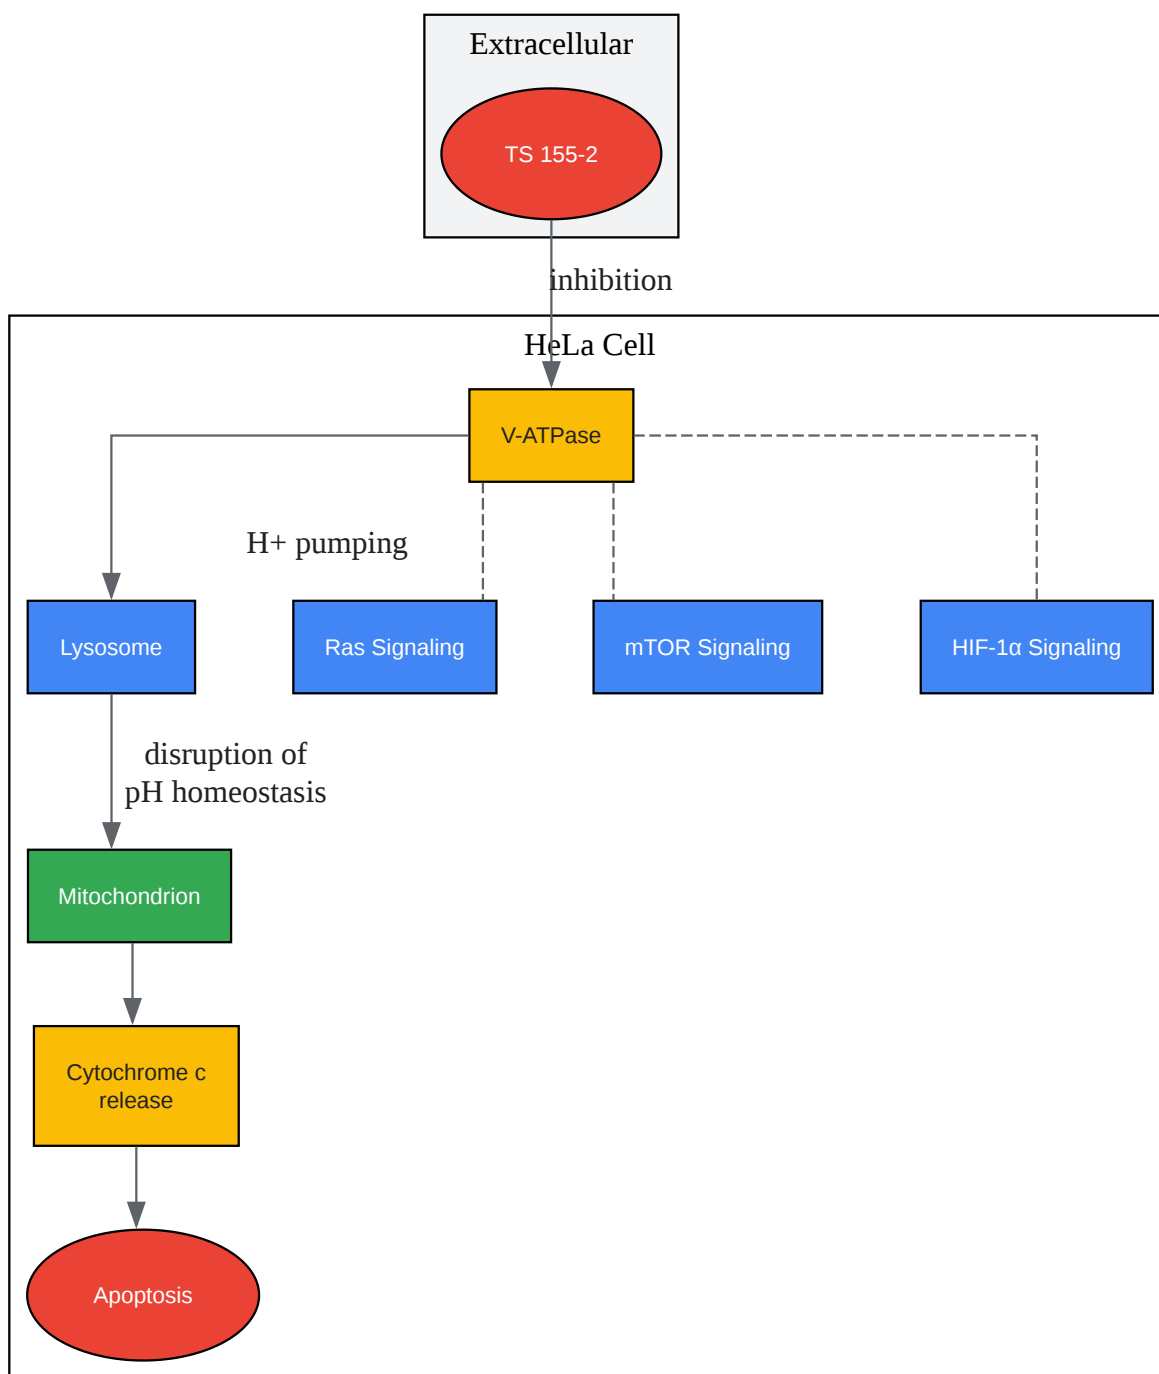 Extracellular
TS 155-2
inhibition
HeLa Cell
V-ATPase
H+ pumping
Lysosome
Ras Signaling
mTOR Signaling
HIF-1α Signaling
disruption of
pH homeostasis
Mitochondrion
Cytochrome c
release
Apoptosis